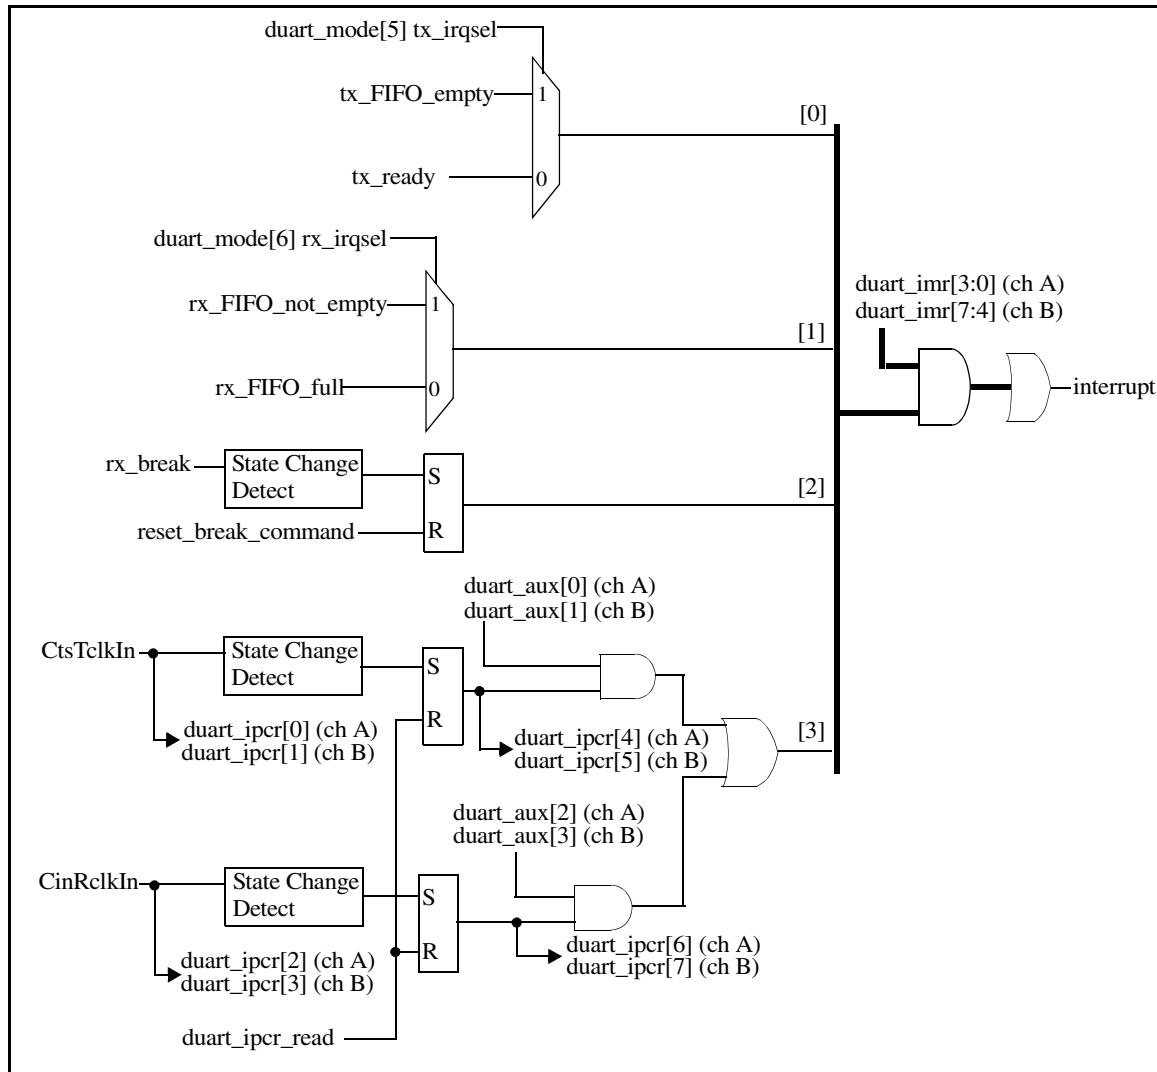 duart_mode[5] tx_irqsel
tx_FIFO_empty
1
[0]
tx_ready
0
duart_mode[6] rx_irqsel
duart_imr[3:0] (ch A)
duart_imr[7:4] (ch B)
rx_FIFO_not_empty
1
[1]
rx_FIFO_full
0
interrupt
rx_break
State Change
Detect
S
[2]
reset_break_command
R
duart_aux[0] (ch A)
duart_aux[1] (ch B)
CtsTclkIn
State Change
Detect
S
R
duart_ipcr[0] (ch A)
duart_ipcr[1] (ch B)
duart_ipcr[4] (ch A)
duart_ipcr[5] (ch B)
[3]
duart_aux[2] (ch A)
duart_aux[3] (ch B)
CinRclkIn
State Change
Detect
S
R
duart_ipcr[6] (ch A)
duart_ipcr[7] (ch B)
duart_ipcr[2] (ch A)
duart_ipcr[3] (ch B)
duart_ipcr_read